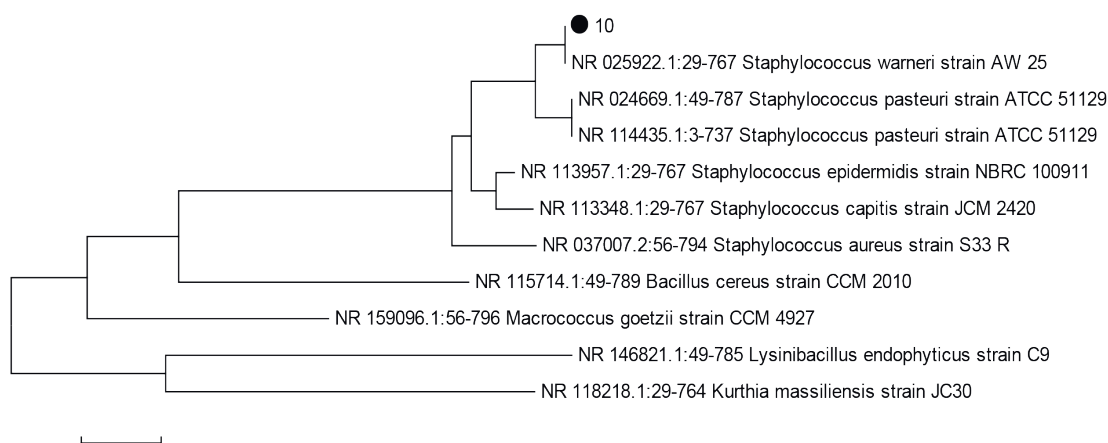 10
NR 025922.1:29-767 Staphylococcus warneri strain AW 25
NR 024669.1:49-787 Staphylococcus pasteuri strain ATCC 51129
NR 114435.1:3-737 Staphylococcus pasteuri strain ATCC 51129
NR 113957.1:29-767 Staphylococcus epidermidis strain NBRC 100911
NR 113348.1:29-767 Staphylococcus capitis strain JCM 2420
NR 037007.2:56-794 Staphylococcus aureus strain S33 R
NR 115714.1:49-789 Bacillus cereus strain CCM 2010
NR 159096.1:56-796 Macrococcus goetzii strain CCM 4927
NR 146821.1:49-785 Lysinibacillus endophyticus strain C9
NR 118218.1:29-764 Kurthia massiliensis strain JC30